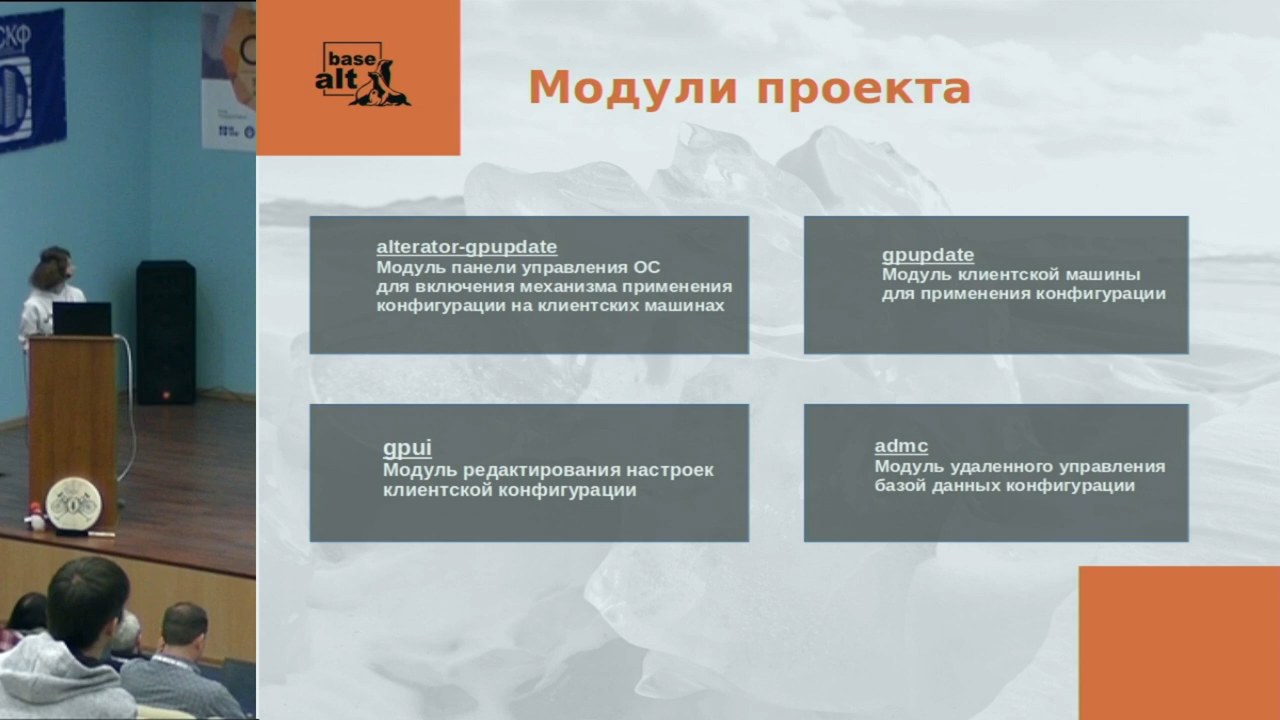 СКФ
base
alt
Модули проекта
alterator-gpupdate
Модуль панели управления ОС
для включения механизма применения
конфигурации на клиентских машинах
gpupdate
Модуль клиентской машины
для применения конфигурации
gpui
Модуль редактирования настроек
клиентской конфигурации
admc
Модуль удаленного управления
базой данных конфигурации